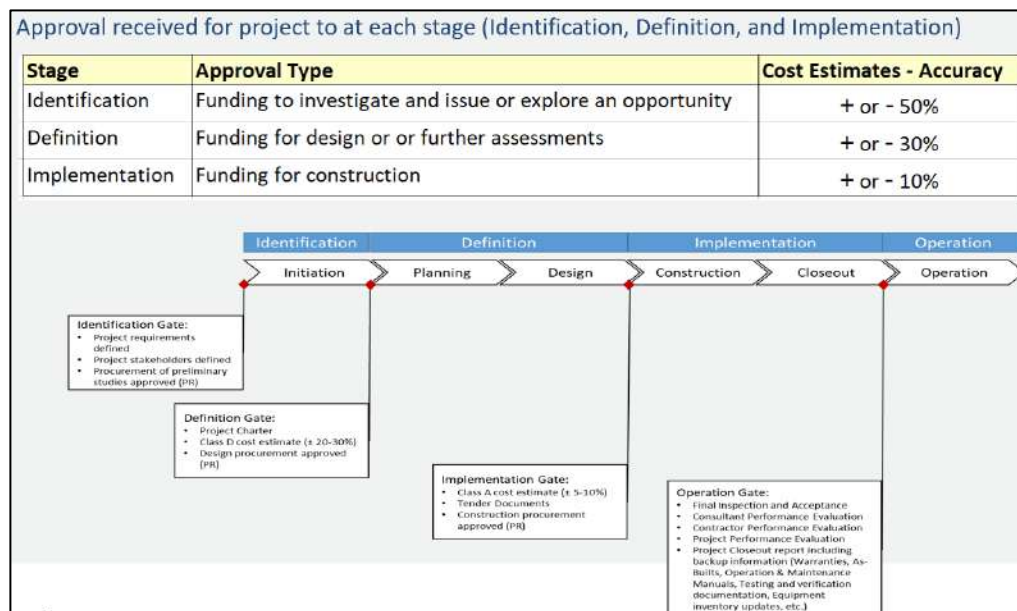 Approval received for project to at each stage (Identification, Definition, and Implementation)
Stage Approval Type Cost Estimates - Accuracy
Identification Funding to investigate and issue or explore an opportunity + or - 50%
Definition Funding for design or or further assessments + or - 30%
Implementation Funding for construction + or - 10%
Identification Definition Implementation Operation
Initiation Planning Design Construction Closeout Operation
Identification Gate:
• Project requirements
defined
• Project stakeholders defined
• Procurement of preliminary
studies approved (PR)
Definition Gate:
• Project Charter
• Class D cost estimate (± 20-30%)
• Design procurement approved
(PR)
Implementation Gate:
• Class A cost estimate (± 5-10%)
• Tender Documents
• Construction procurement
approved (PR)
Operation Gate:
• Final Inspection and Acceptance
• Consultant Performance Evaluation
• Contractor Performance Evaluation
• Project Performance Evaluation
• Project Closeout report including
backup information (Warranties, As-
Builts, Operation & Maintenance
Manuals, Testing and verification
documentation, Equipment
inventory updates, etc.)